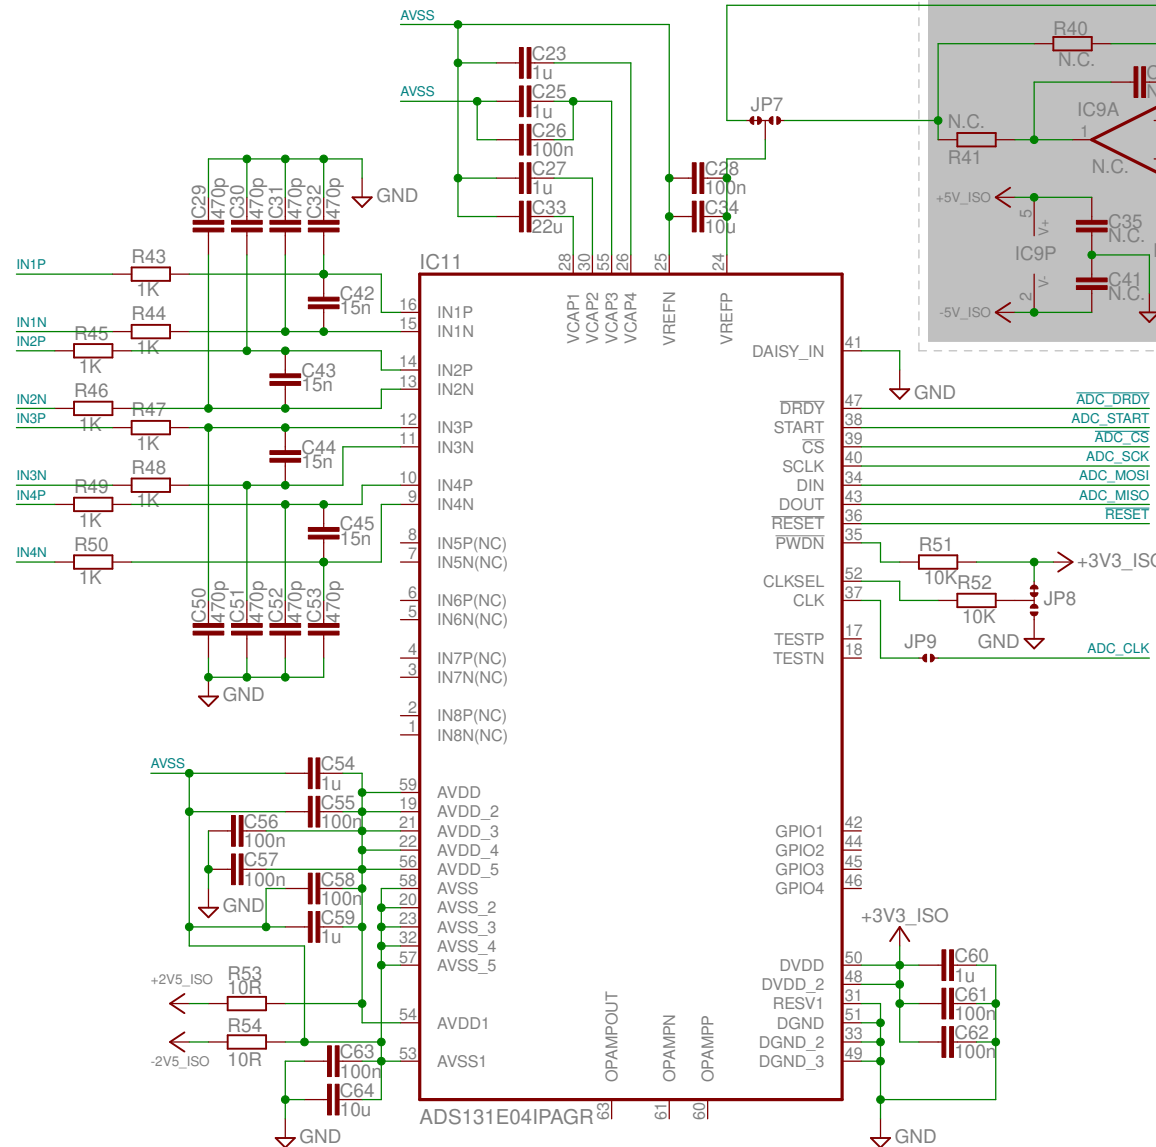 AVSS
C23
1u
AVSS
C25
1u
C26
100n
C27
1u
C33
22u
C28
100n
C34
10u
JP7
R40
N.C.
IC9A
N.C.
R41
1
N.C.
+5V_ISO
5
V+
C35
N.C.
IC9P
C41
N.C.
2
V-
-5V_ISO
C29
470p
C30
470p
C31
470p
C32
470p
GND
IN1P
R43
1K
C42
15n
IN1N
R44
1K
IN2P
R45
1K
C43
15n
IN2N
R46
1K
IN3P
R47
1K
C44
15n
IN3N
R48
1K
IN4P
R49
1K
C45
15n
IN4N
R50
1K
C50
470p
C51
470p
C52
470p
C53
470p
GND
IC11
28
30
55
26
25
24
VCAP1
VCAP2
VCAP3
VCAP4
VREFN
VREFP
16 IN1P
15 IN1N
14 IN2P
13 IN2N
12 IN3P
11 IN3N
10 IN4P
9 IN4N
8 IN5P(NC)
7 IN5N(NC)
6 IN6P(NC)
5 IN6N(NC)
4 IN7P(NC)
3 IN7N(NC)
2 IN8P(NC)
1 IN8N(NC)
59 AVDD
19 AVDD_2
21 AVDD_3
22 AVDD_4
56 AVDD_5
58 AVSS
20 AVSS_2
23 AVSS_3
32 AVSS_4
57 AVSS_5
54 AVDD1
53 AVSS1
DAISY_IN 41
GND
DRDY 47 ADC_DRDY
START 38 ADC_START
CS 39 ADC_CS
SCLK 40 ADC_SCK
DIN 34 ADC_MOSI
DOUT 43 ADC_MISO
RESET 36 RESET
PWDN 35
CLKSEL 52
CLK 37
R51
10K
+3V3_ISO
R52
10K
JP8
GND
JP9
ADC_CLK
TESTP 17
TESTN 18
GPIO1 42
GPIO2 44
GPIO3 45
GPIO4 46
+3V3_ISO
DVDD 50
DVDD_2 48
RESV1 31
DGND 51
DGND_2 33
DGND_3 49
C60
1u
C61
100n
C62
100n
GND
OPAMPOUT
OPAMPN
OPAMPP
63
61
60
ADS131E04IPAGR
AVSS
C54
1u
C55
100n
C56
100n
C57
100n
C58
100n
GND
C59
1u
+2V5_ISO
R53
10R
R54
10R
-2V5_ISO
C63
100n
C64
10u
GND